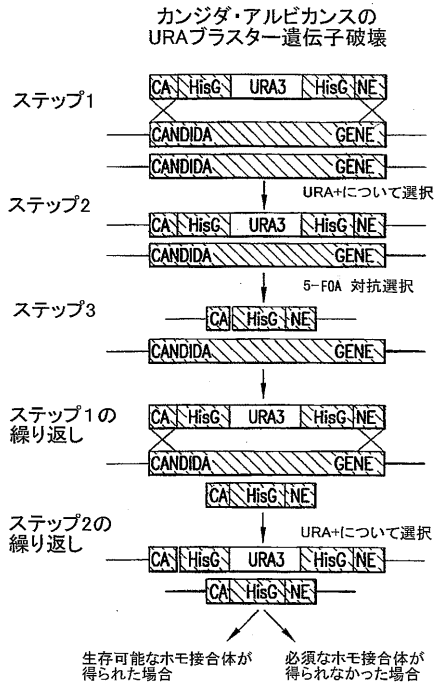 カンジダ・アルビカンスの
URAブラスター遺伝子破壊
ステップ1
CA HisG URA3 HisG NE
CANDIDA GENE
CANDIDA GENE
URA+について選択
ステップ2
CA HisG URA3 HisG NE
CANDIDA GENE
5-FOA 対抗選択
ステップ3
CA HisG NE
CANDIDA GENE
ステップ1の
繰り返し
CA HisG URA3 HisG NE
CANDIDA GENE
CA HisG NE
ステップ2の
繰り返し
URA+について選択
CA HisG URA3 HisG NE
CA HisG NE
生存可能なホモ接合体が
得られた場合
必須なホモ接合体が
得られなかった場合